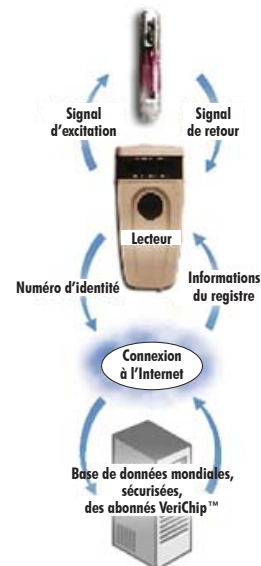 Signal
d'excitation
Signal
de retour
Lecteur
Numéro d'identité
Informations
du registre
Connexion
à l'Internet
Base de données mondiales,
sécurisées,
des abonnés VeriChip™